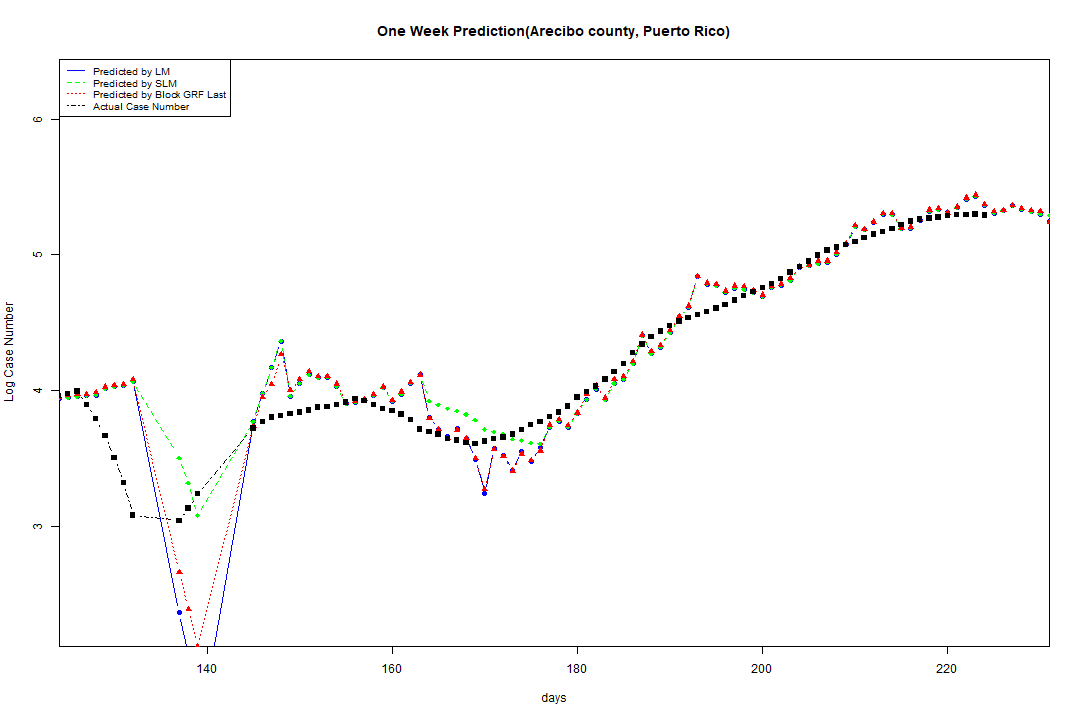 One Week Prediction(Arecibo county, Puerto Rico)
Predicted by LM
Predicted by SLM
Predicted by Block GRF Last
Actual Case Number
6
5
4
3
Log Case Number
140 160 180 200 220
days